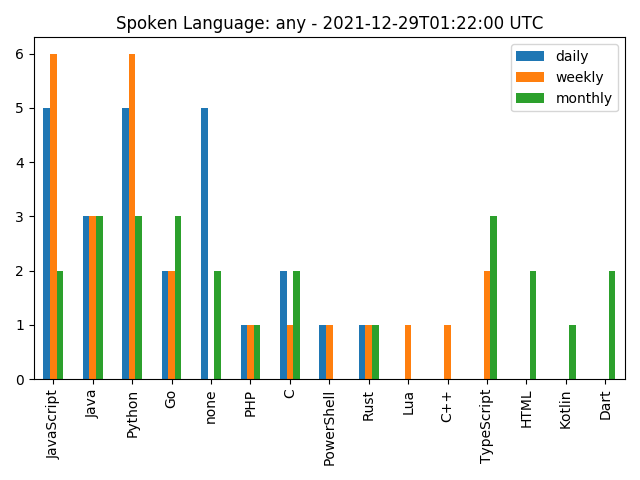 Spoken Language: any - 2021-12-29T01:22:00 UTC
daily
weekly
monthly
6
5
4
3
2
1
0
JavaScript
Java
Python
Go
none
PHP
C
PowerShell
Rust
Lua
C++
TypeScript
HTML
Kotlin
Dart